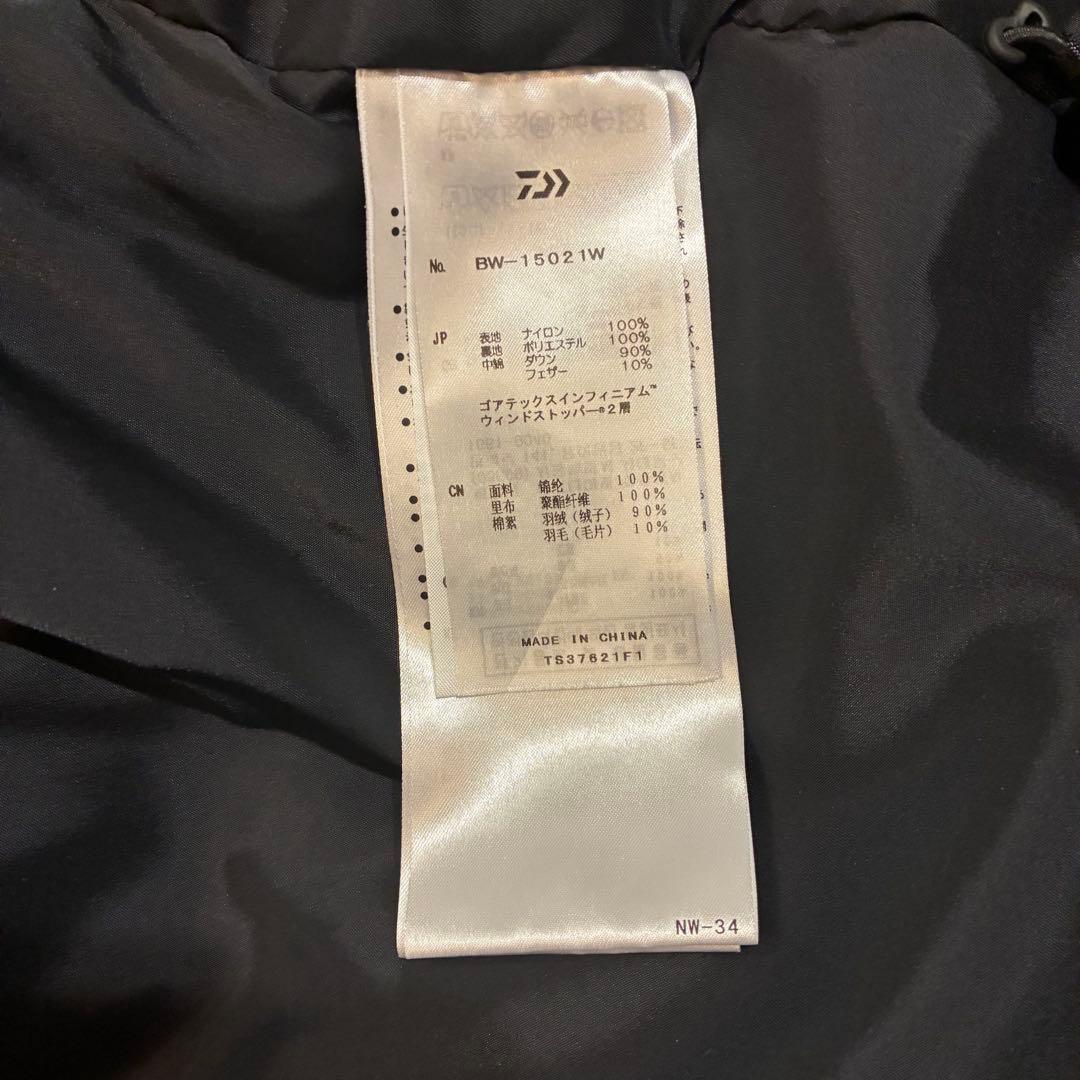 No. BW-15021W
JP 表地 ナイロン 100%
裏地 ポリエステル 100%
中綿 ダウン 90%
フェザー 10%
ゴアテックスインフィニアム™
ウィンドストッパー®2層
CN 面料 锦纶 100%
里布 聚酯纤维 100%
棉絮 羽绒(绒子) 90%
羽毛(毛片) 10%
MADE IN CHINA
TS37621F1
NW-34